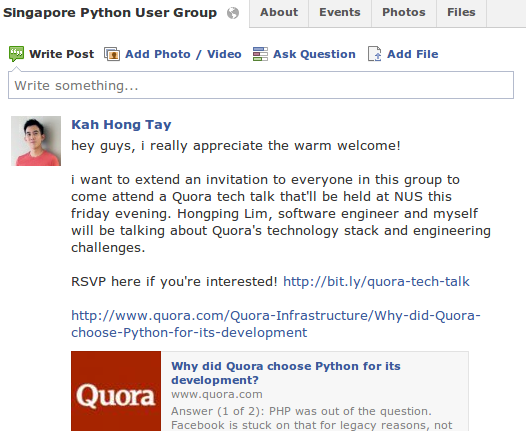 Singapore Python User Group About Events Photos Files
Write Post Add Photo / Video Ask Question Add File
Write something...
Kah Hong Tay
hey guys, i really appreciate the warm welcome!
i want to extend an invitation to everyone in this group to
come attend a Quora tech talk that'll be held at NUS this
friday evening. Hongping Lim, software engineer and myself
will be talking about Quora's technology stack and engineering
challenges.
RSVP here if you're interested! http://bit.ly/quora-tech-talk
http://www.quora.com/Quora-Infrastructure/Why-did-Quora-
choose-Python-for-its-development
Quora
Why did Quora choose Python for its
development?
www.quora.com
Answer (1 of 2): PHP was out of the question.
Facebook is stuck on that for legacy reasons, not